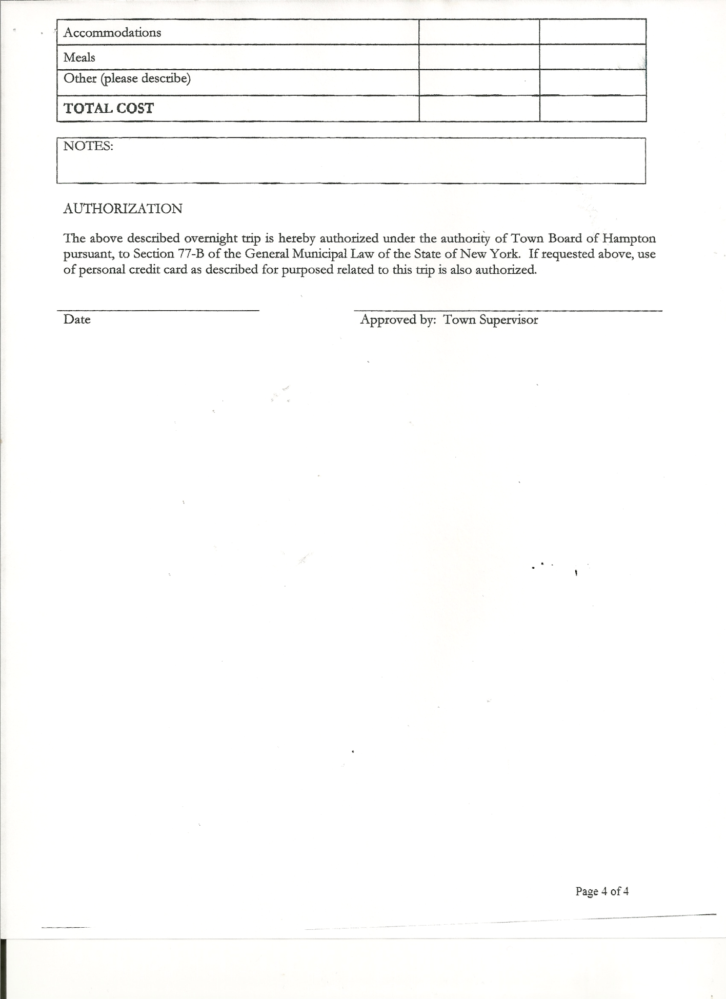 Accommodations
Meals
Other (please describe)
TOTAL COST
NOTES:
AUTHORIZATION
The above described overnight trip is hereby authorized under the authority of Town Board of Hampton
pursuant, to Section 77-B of the General Municipal Law of the State of New York. If requested above, use
of personal credit card as described for purposed related to this trip is also authorized.
Date
Approved by: Town Supervisor
Page 4 of 4